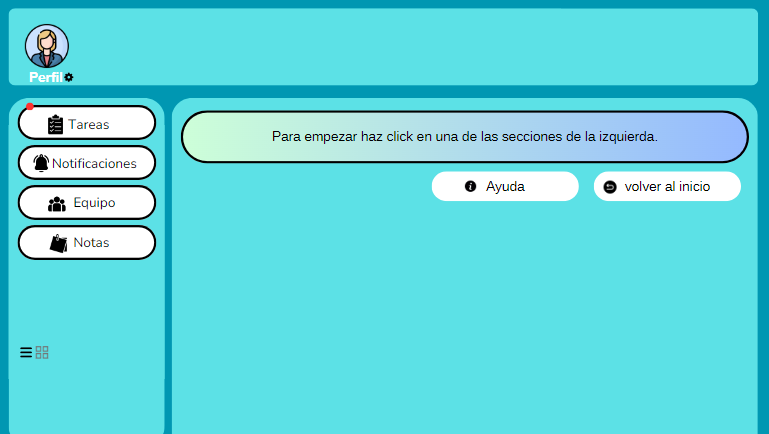 Perfil
Tareas
Notificaciones
Equipo
Notas
Para empezar haz click en una de las secciones de la izquierda.
Ayuda
volver al inicio